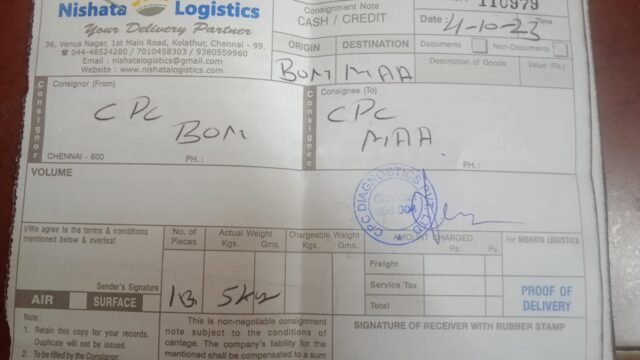 Nishata Logistics
Your Delivery Partner
36, Venus Nagar, 1st Main Road, Kolathur, Chennai - 99.
☎ 044-48524280 / 7010458303 / 9380559960
Email : nishatalogistics@gmail.com
Website : www.nishatalogistics.com
Consignment Note
CASH / CREDIT
110979
Date : 4-10-23 Time
ORIGIN DESTINATION
BOM MAA
Documents Non-Documents
Description of Goods Value (Rs.)
Consignor
Consignor (From)
CPC
BOM
CHENNAI - 600 PH. :
Consignee (To)
CPC
MAA
PH. :
VOLUME
CPC DIAGNOSTICS PVT. LTD.
I/We agree to the terms & conditions
mentioned below & overleaf
Sender's Signature
No. of
Pieces
Actual Weight
Kgs. Gms.
Chargeable Weight
Kgs. Gms.
AMOUNT CHARGED
Rs. Ps.
For NISHATA LOGISTICS
Freight
Service Tax
Total
PROOF OF
DELIVERY
AIR SURFACE
SIGNATURE OF RECEIVER WITH RUBBER STAMP
Note :
1. Retain this copy for your records.
Duplicate will not be issued.
2. To be filled by the Consignor
This is non-negotiable consignment
note subject to the conditions of
carriage. The company's liability for
the mentioned shall be compensated to a sum